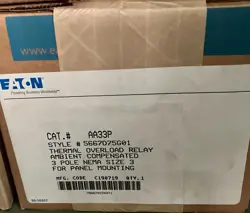 EATON
Powering Business Worldwide
CAT.# AA33P
STYLE # 5667D75G01
THERMAL OVERLOAD RELAY
AMBIENT COMPENSATED
3 POLE NEMA SIZE 3
FOR PANEL MOUNTING
MFG. CODE C198719 QTY.1